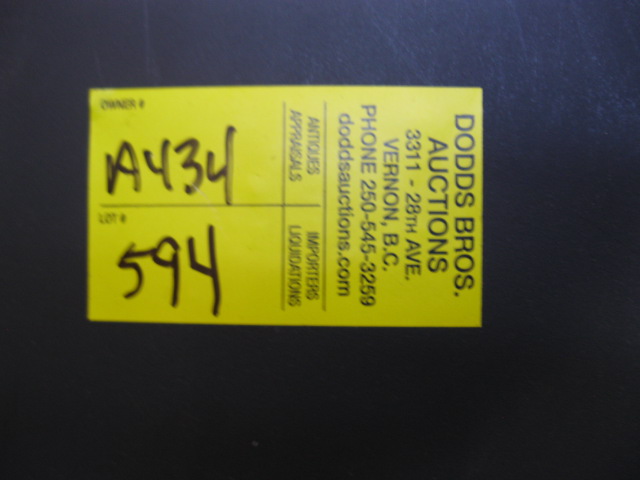 DODDS BROS.
AUCTIONS
3311 - 28TH AVE.
VERNON, B.C.
PHONE 250-545-3259
doddsauctions.com
ANTIQUES IMPORTERS
APPRAISALS LIQUIDATIONS
OWNER # LOT #
A434 594